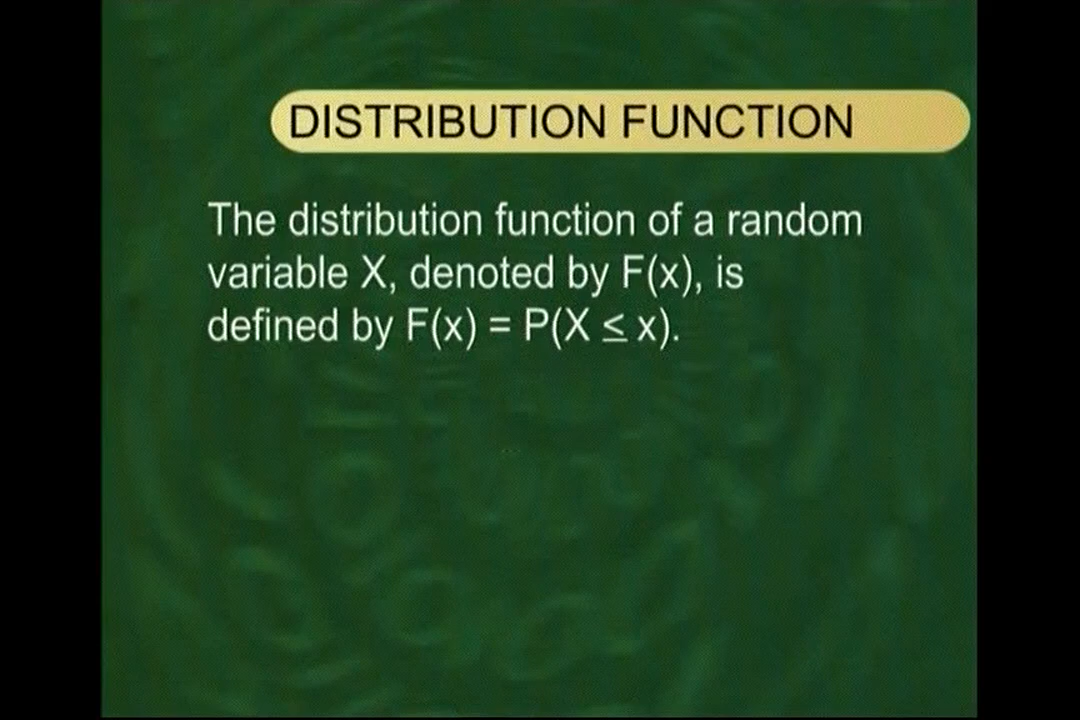 DISTRIBUTION FUNCTION
The distribution function of a random
variable X, denoted by F(x), is
defined by F(x) = P(X ≤ x).